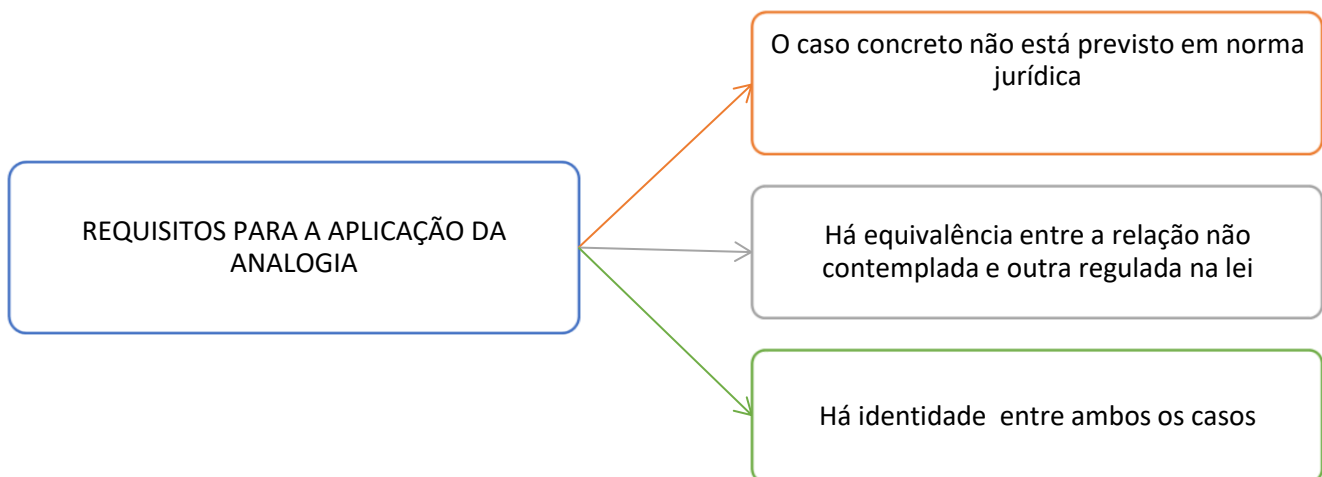 REQUISITOS PARA A APLICAÇÃO DA
ANALOGIA
O caso concreto não está previsto em norma
jurídica
Há equivalência entre a relação não
contemplada e outra regulada na lei
Há identidade  entre ambos os casos